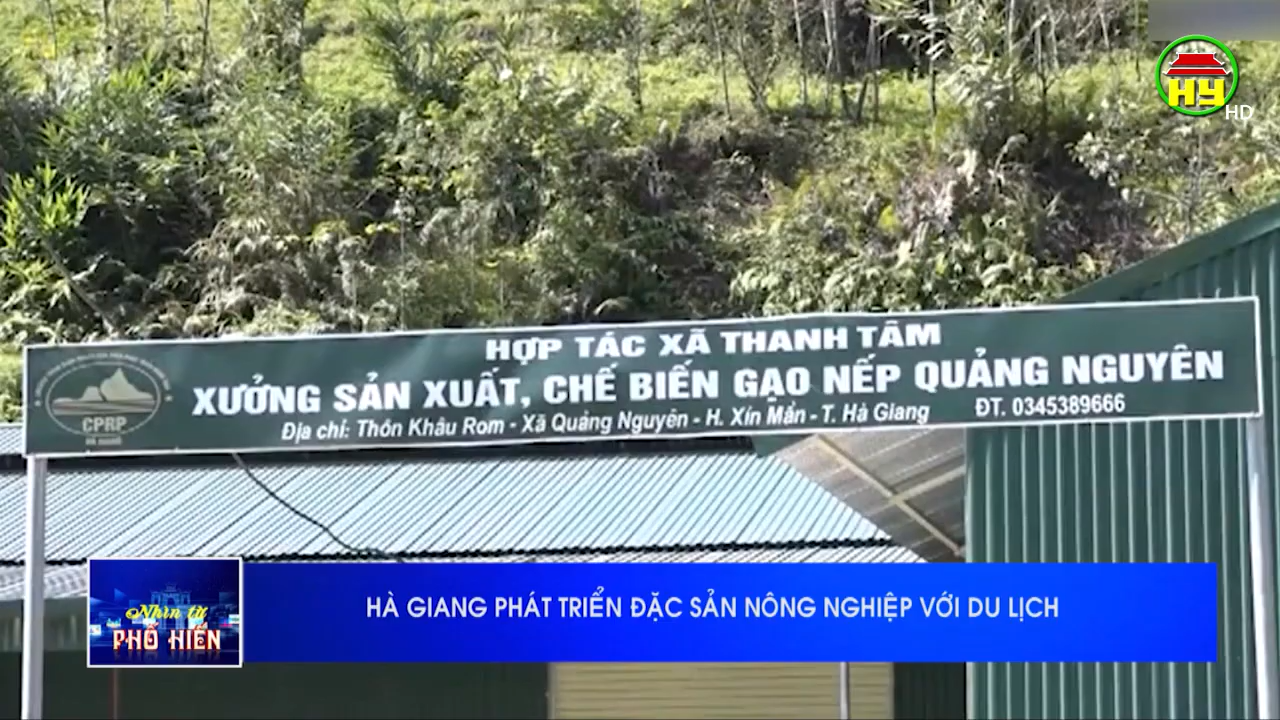 HY
HD
HỢP TÁC XÃ THANH TÂM
XƯỞNG SẢN XUẤT, CHẾ BIẾN GẠO NẾP QUẢNG NGUYÊN
Địa chỉ: Thôn Khâu Rom - Xã Quảng Nguyên - H. Xín Mần - T. Hà Giang ĐT. 0345389666
CPRP
HÀ GIANG
Nhìn từ
PHỐ HIẾN
HÀ GIANG PHÁT TRIỂN ĐẶC SẢN NÔNG NGHIỆP VỚI DU LỊCH